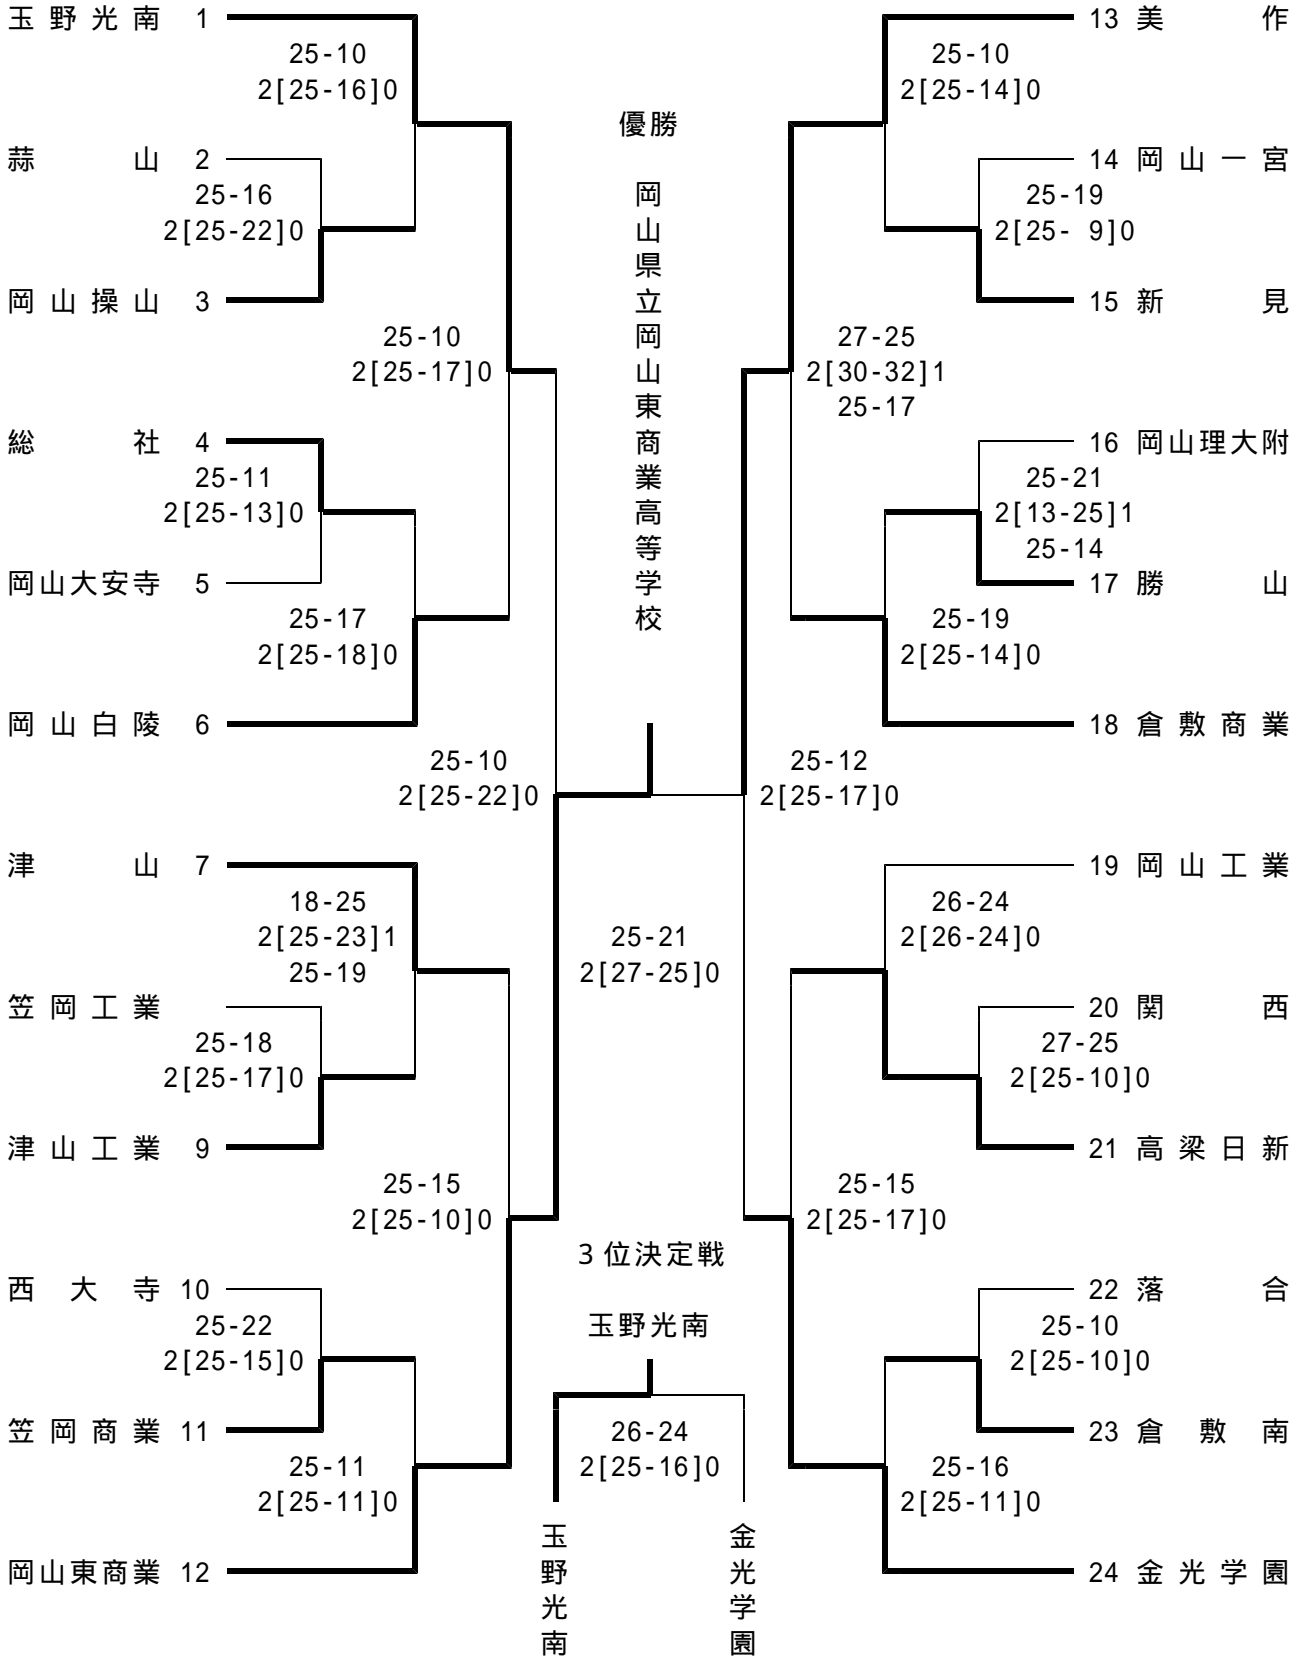 玉野光南 1
25-10
2[25-16]0
蒜山 2
25-16
2[25-22]0
岡山操山 3
25-10
2[25-17]0
総社 4
25-11
2[25-13]0
岡山大安寺 5
25-17
2[25-18]0
岡山白陵 6
25-10
2[25-22]0
津山 7
18-25
2[25-23]1
25-19
笠岡工業
25-18
2[25-17]0
津山工業 9
25-15
2[25-10]0
西大寺 10
25-22
2[25-15]0
笠岡商業 11
25-11
2[25-11]0
岡山東商業 12
優勝
岡山県立岡山東商業高等学校
25-21
2[27-25]0
3位決定戦
玉野光南
26-24
2[25-16]0
玉野光南
金光学園
13 美作
25-10
2[25-14]0
14 岡山一宮
25-19
2[25- 9]0
15 新見
27-25
2[30-32]1
25-17
16 岡山理大附
25-21
2[13-25]1
25-14
17 勝山
25-19
2[25-14]0
18 倉敷商業
25-12
2[25-17]0
19 岡山工業
26-24
2[26-24]0
20 関西
27-25
2[25-10]0
21 高梁日新
25-15
2[25-17]0
22 落合
25-10
2[25-10]0
23 倉敷南
25-16
2[25-11]0
24 金光学園